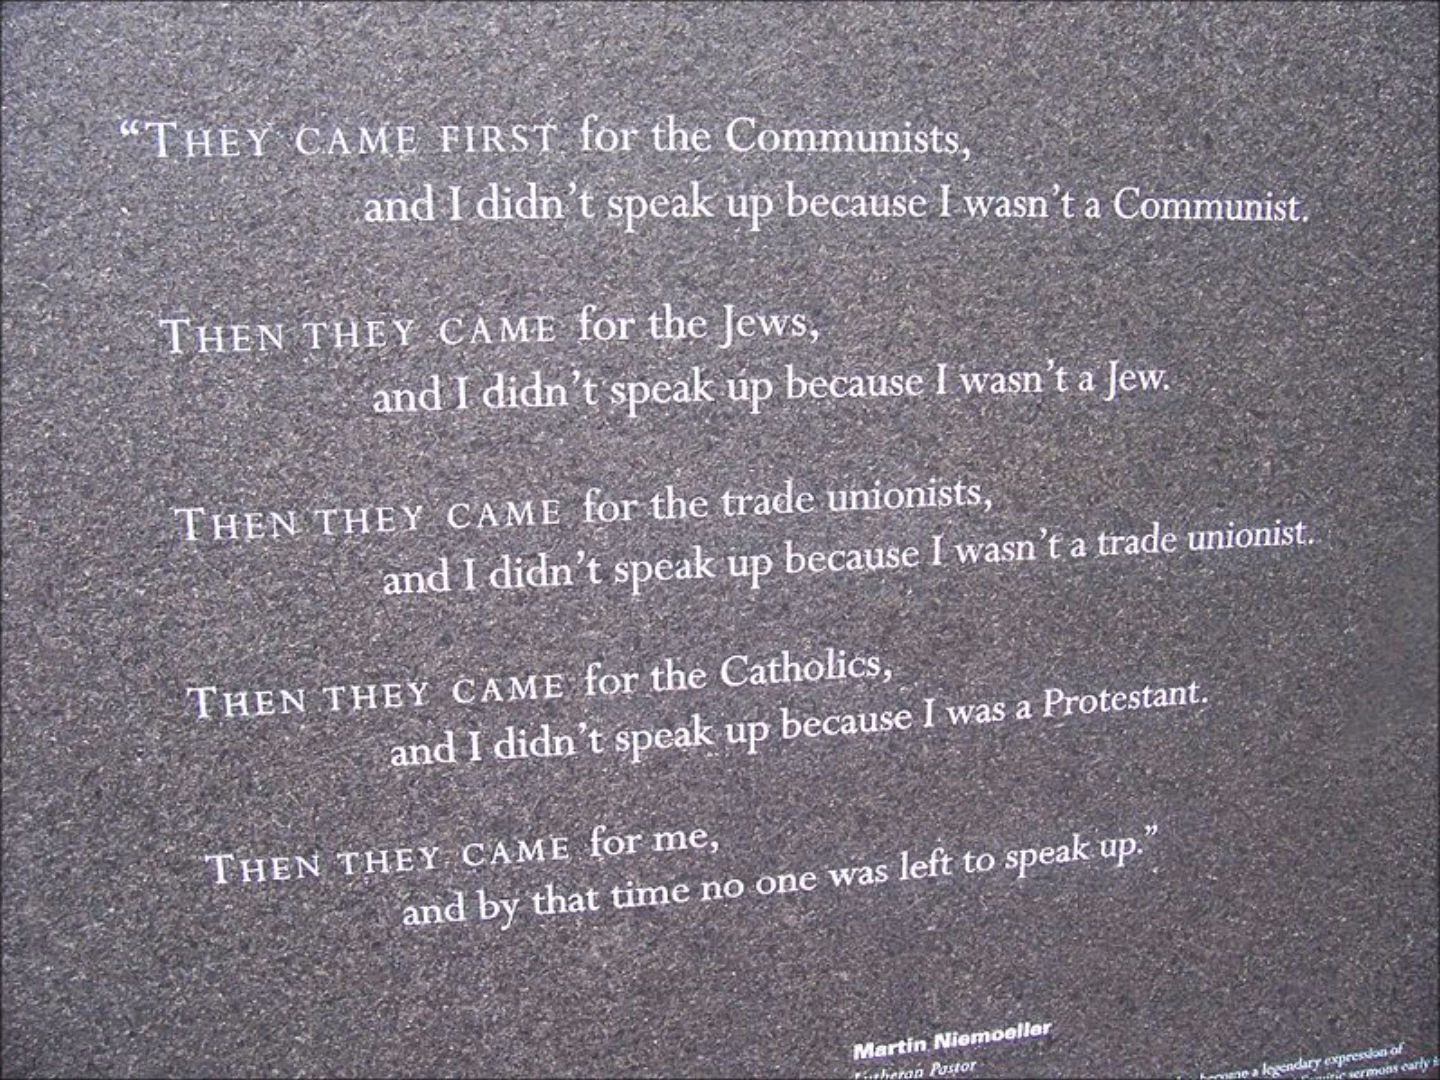 “THEY CAME FIRST for the Communists,
and I didn’t speak up because I wasn’t a Communist.
THEN THEY CAME for the Jews,
and I didn’t speak up because I wasn’t a Jew.
THEN THEY CAME for the trade unionists,
and I didn’t speak up because I wasn’t a trade unionist.
THEN THEY CAME for the Catholics,
and I didn’t speak up because I was a Protestant.
THEN THEY CAME for me,
and by that time no one was left to speak up.”
Martin Niemoeller
Lutheran Pastor
become a legendary expression of
sermons early